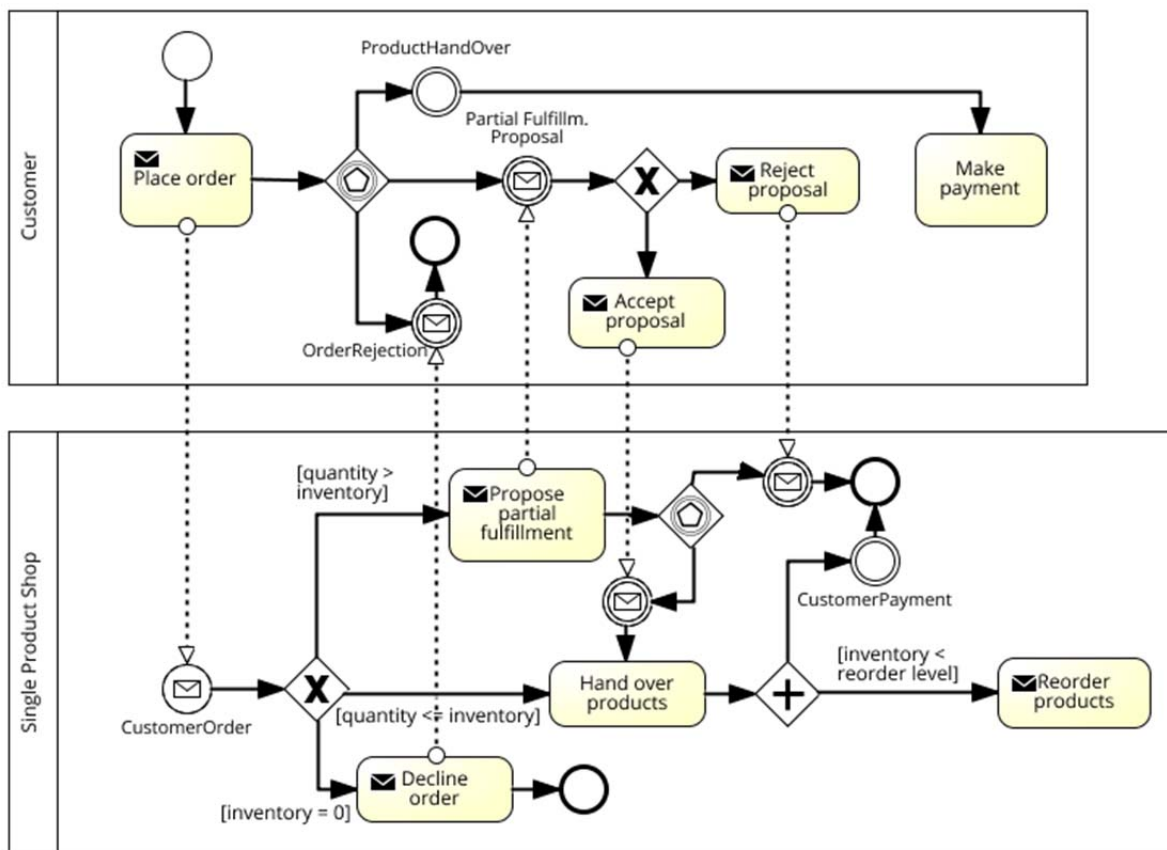 Customer
ProductHandOver
Partial Fulfillm.
Proposal
Place order
Reject
proposal
Make
payment
Accept
proposal
OrderRejection
Single Product Shop
[quantity >
inventory]
Propose
partial
fulfillment
CustomerPayment
[inventory <
reorder level]
Hand over
products
Reorder
products
CustomerOrder
[quantity <= inventory]
Decline
order
[inventory = 0]